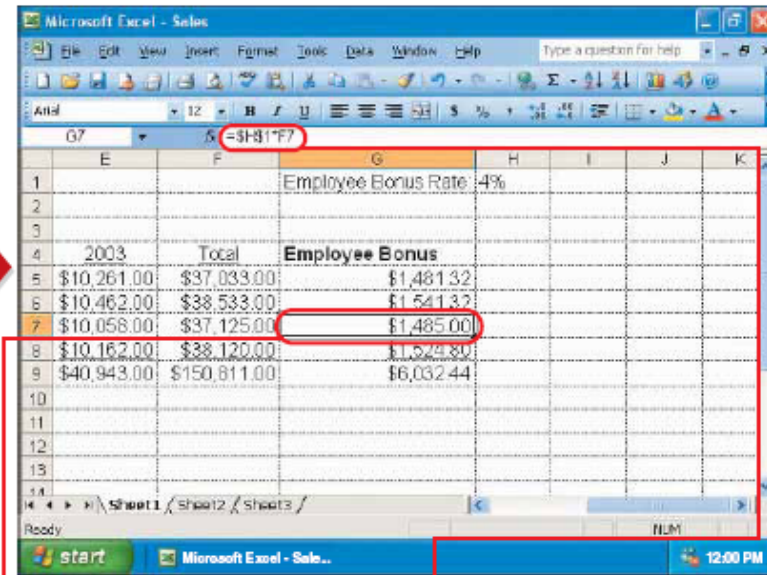 Microsoft Excel - Sales
File Edit View Insert Format Tools Data Window Help Type a question for help
Arial 12 B I U $ % ,
G7 fx =$H$1*F7
E F G H I J K
1 Employee Bonus Rate 4%
2
3
4 2003 Total Employee Bonus
5 $10,261.00 $37,033.00 $1,481.32
6 $10,462.00 $38,533.00 $1,541.32
7 $10,058.00 $37,125.00 $1,485.00
8 $10,162.00 $38,120.00 $1,524.80
9 $40,943.00 $150,811.00 $6,032.44
10
11
12
13
14
Sheet1 / Sheet2 / Sheet3 /
Ready NUM
start Microsoft Excel - Sale... 12:00 PM